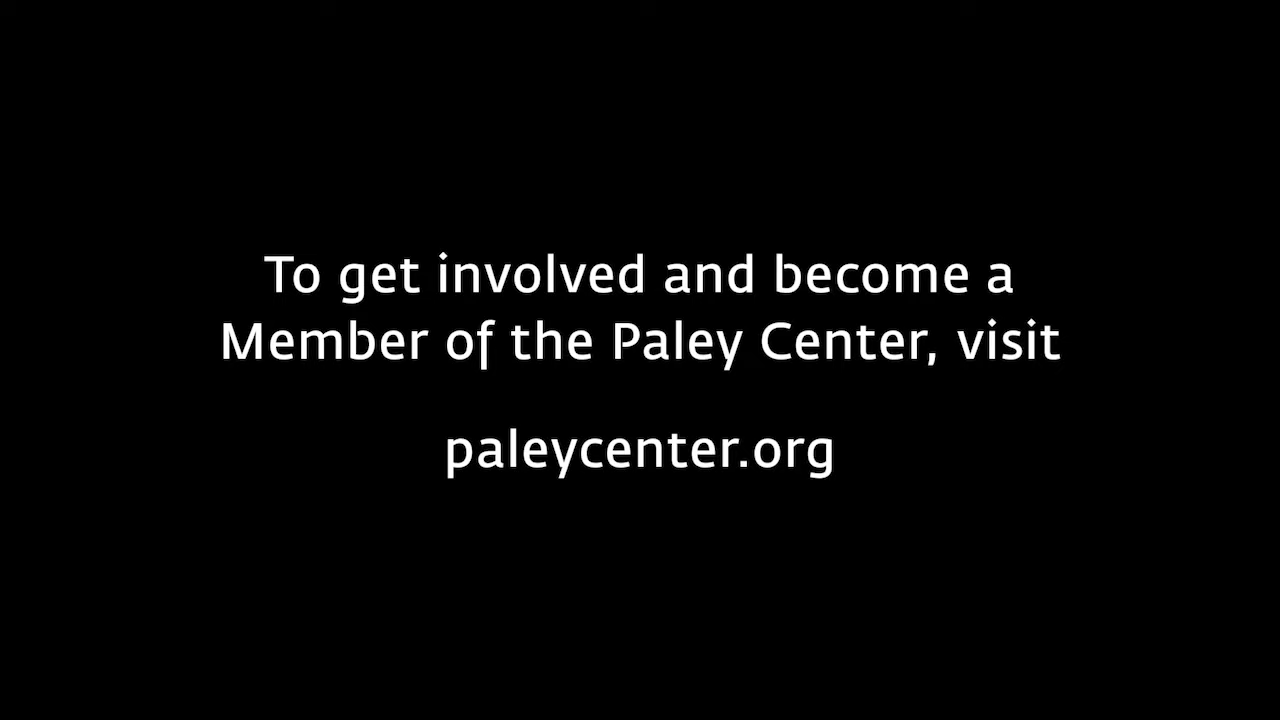 To get involved and become a
Member of the Paley Center, visit
paleycenter.org